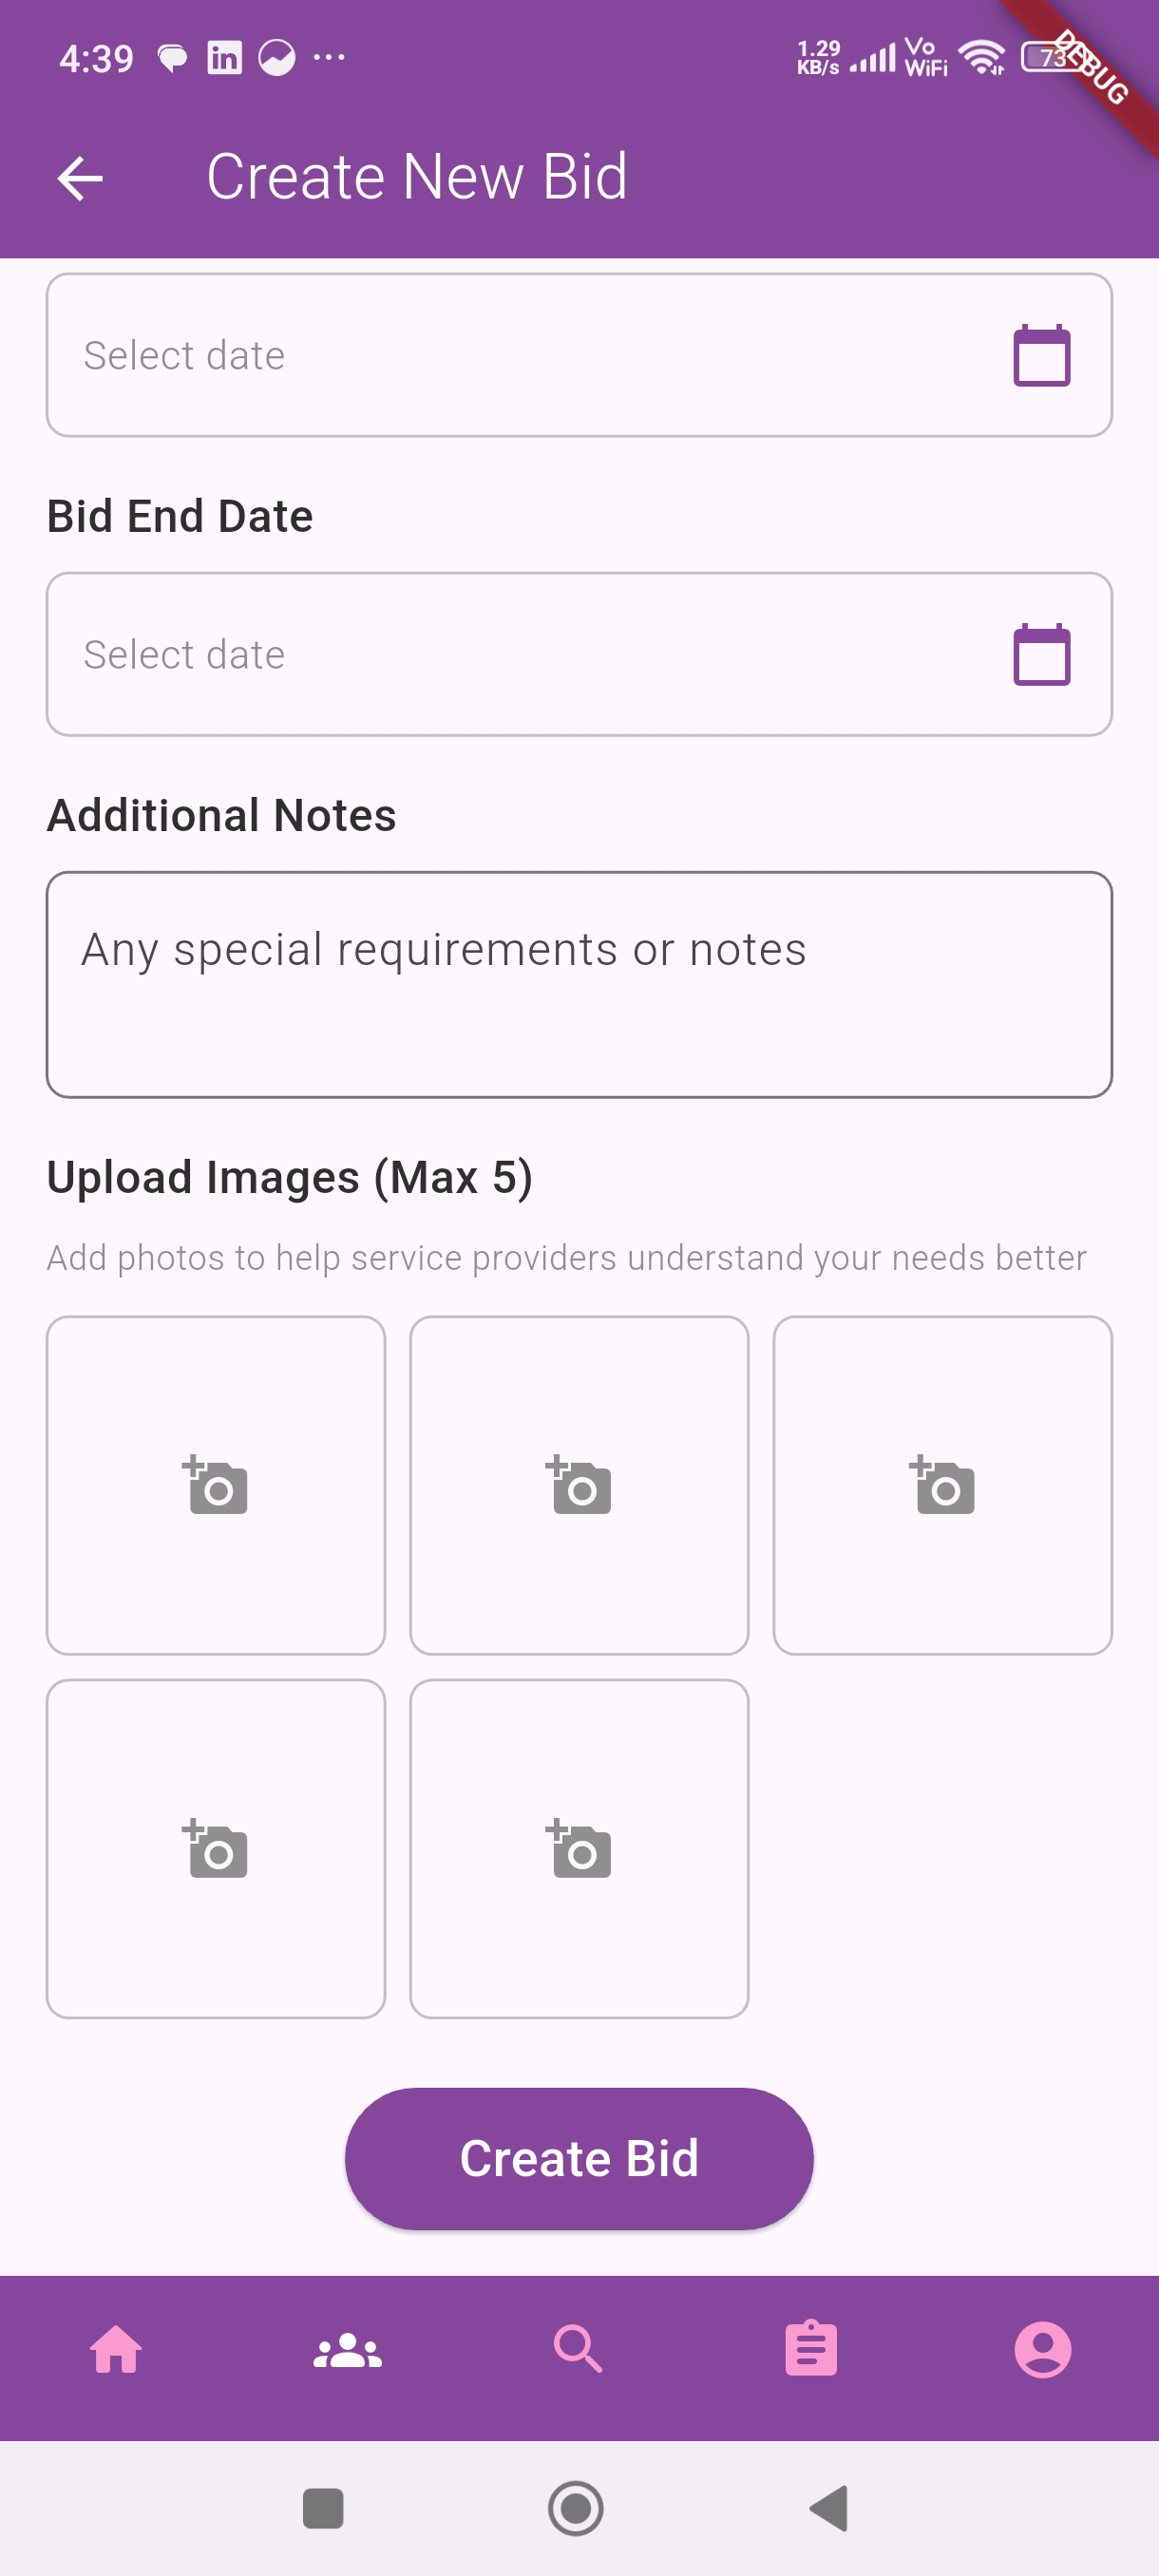 4:39
in
1.29
KB/s
Vo
WiFi
73
DEBUG
Create New Bid
Select date
Bid End Date
Select date
Additional Notes
Any special requirements or notes
Upload Images (Max 5)
Add photos to help service providers understand your needs better
Create Bid